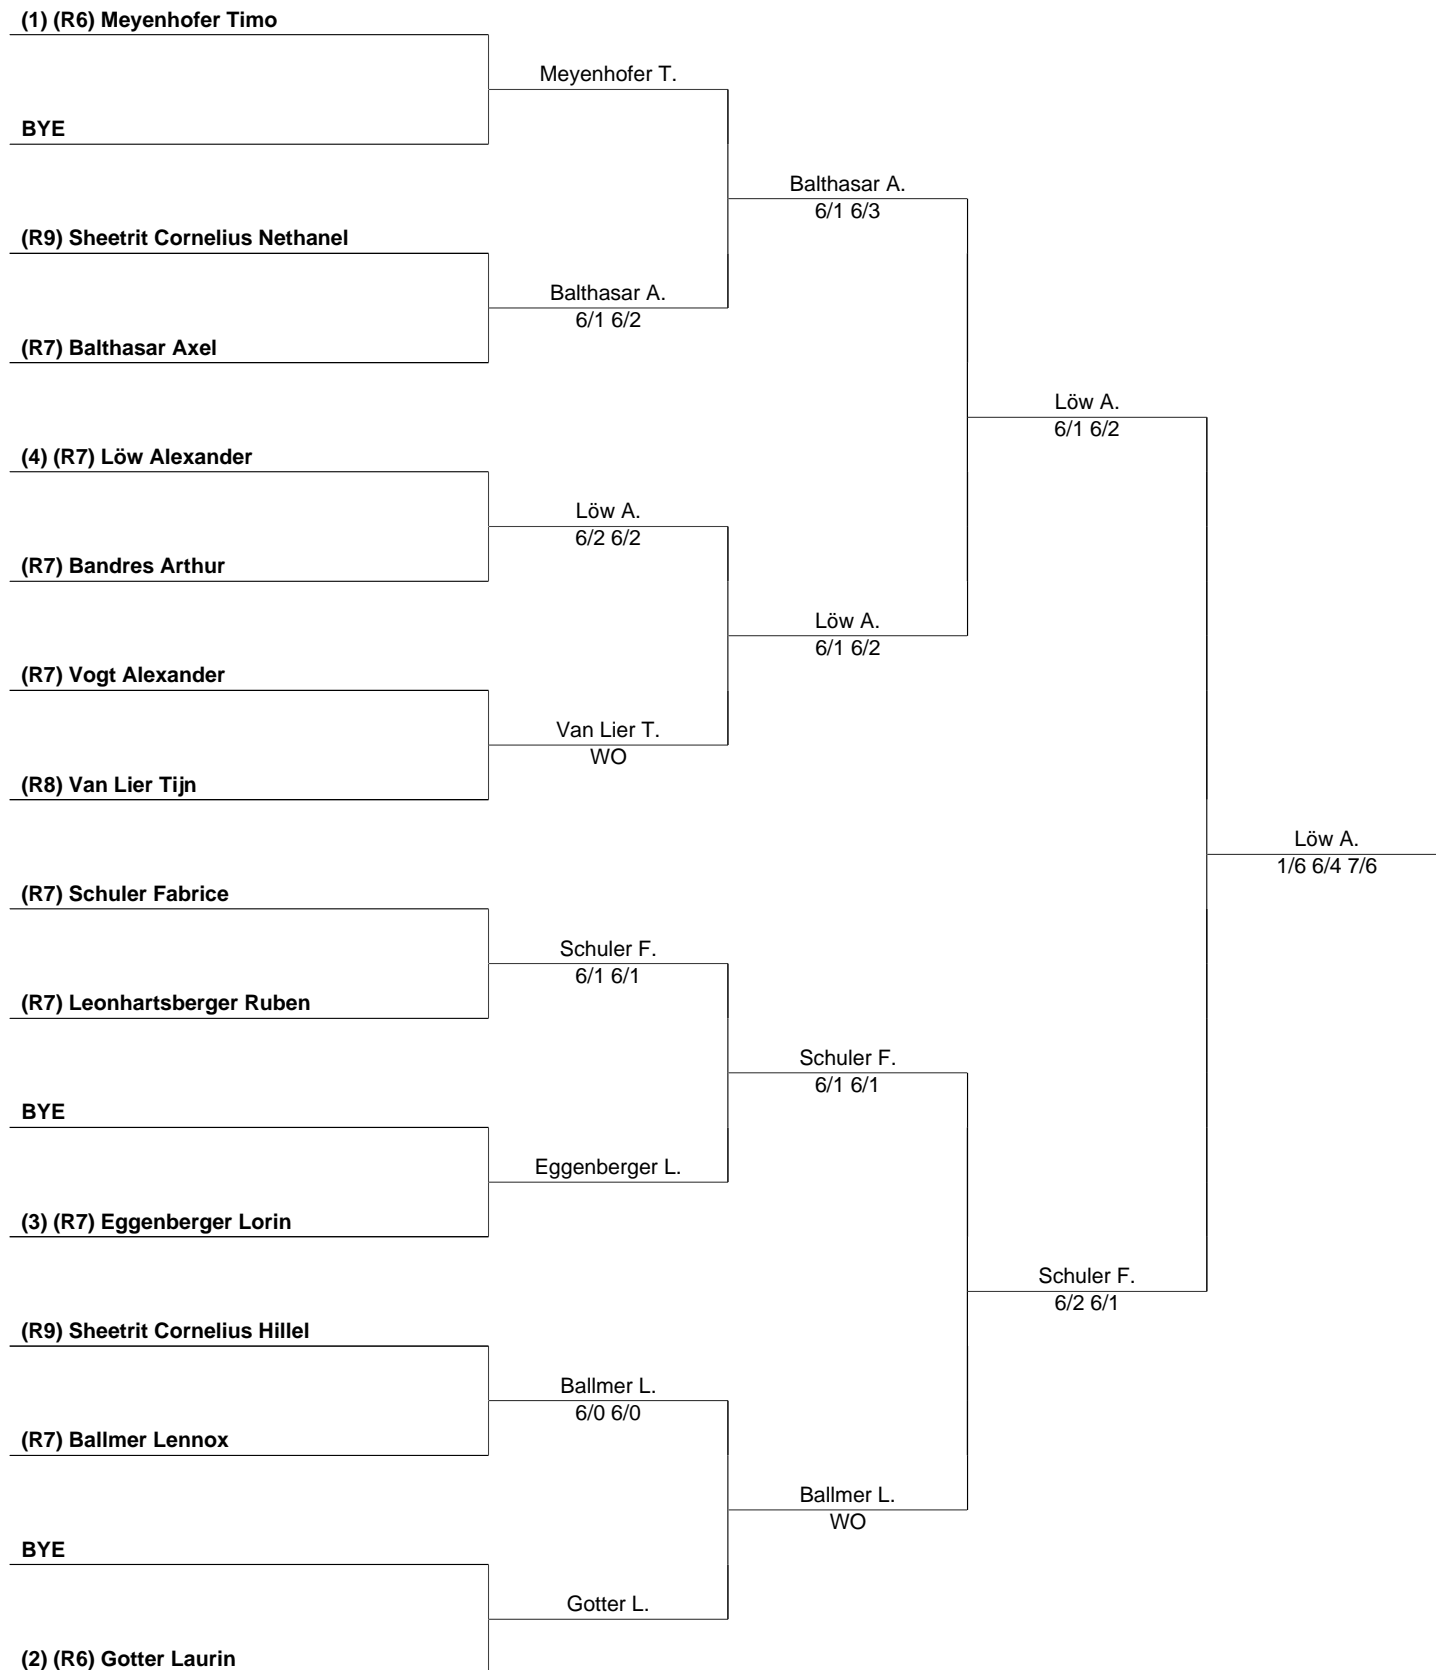 (1) (R6) Meyenhofer Timo
Meyenhofer T.
BYE
Balthasar A.
6/1 6/3
(R9) Sheetrit Cornelius Nethanel
Balthasar A.
6/1 6/2
(R7) Balthasar Axel
Löw A.
6/1 6/2
(4) (R7) Löw Alexander
Löw A.
6/2 6/2
(R7) Bandres Arthur
Löw A.
6/1 6/2
(R7) Vogt Alexander
Van Lier T.
WO
(R8) Van Lier Tijn
Löw A.
1/6 6/4 7/6
(R7) Schuler Fabrice
Schuler F.
6/1 6/1
(R7) Leonhartsberger Ruben
Schuler F.
6/1 6/1
BYE
Eggenberger L.
(3) (R7) Eggenberger Lorin
Schuler F.
6/2 6/1
(R9) Sheetrit Cornelius Hillel
Ballmer L.
6/0 6/0
(R7) Ballmer Lennox
Ballmer L.
WO
BYE
Gotter L.
(2) (R6) Gotter Laurin